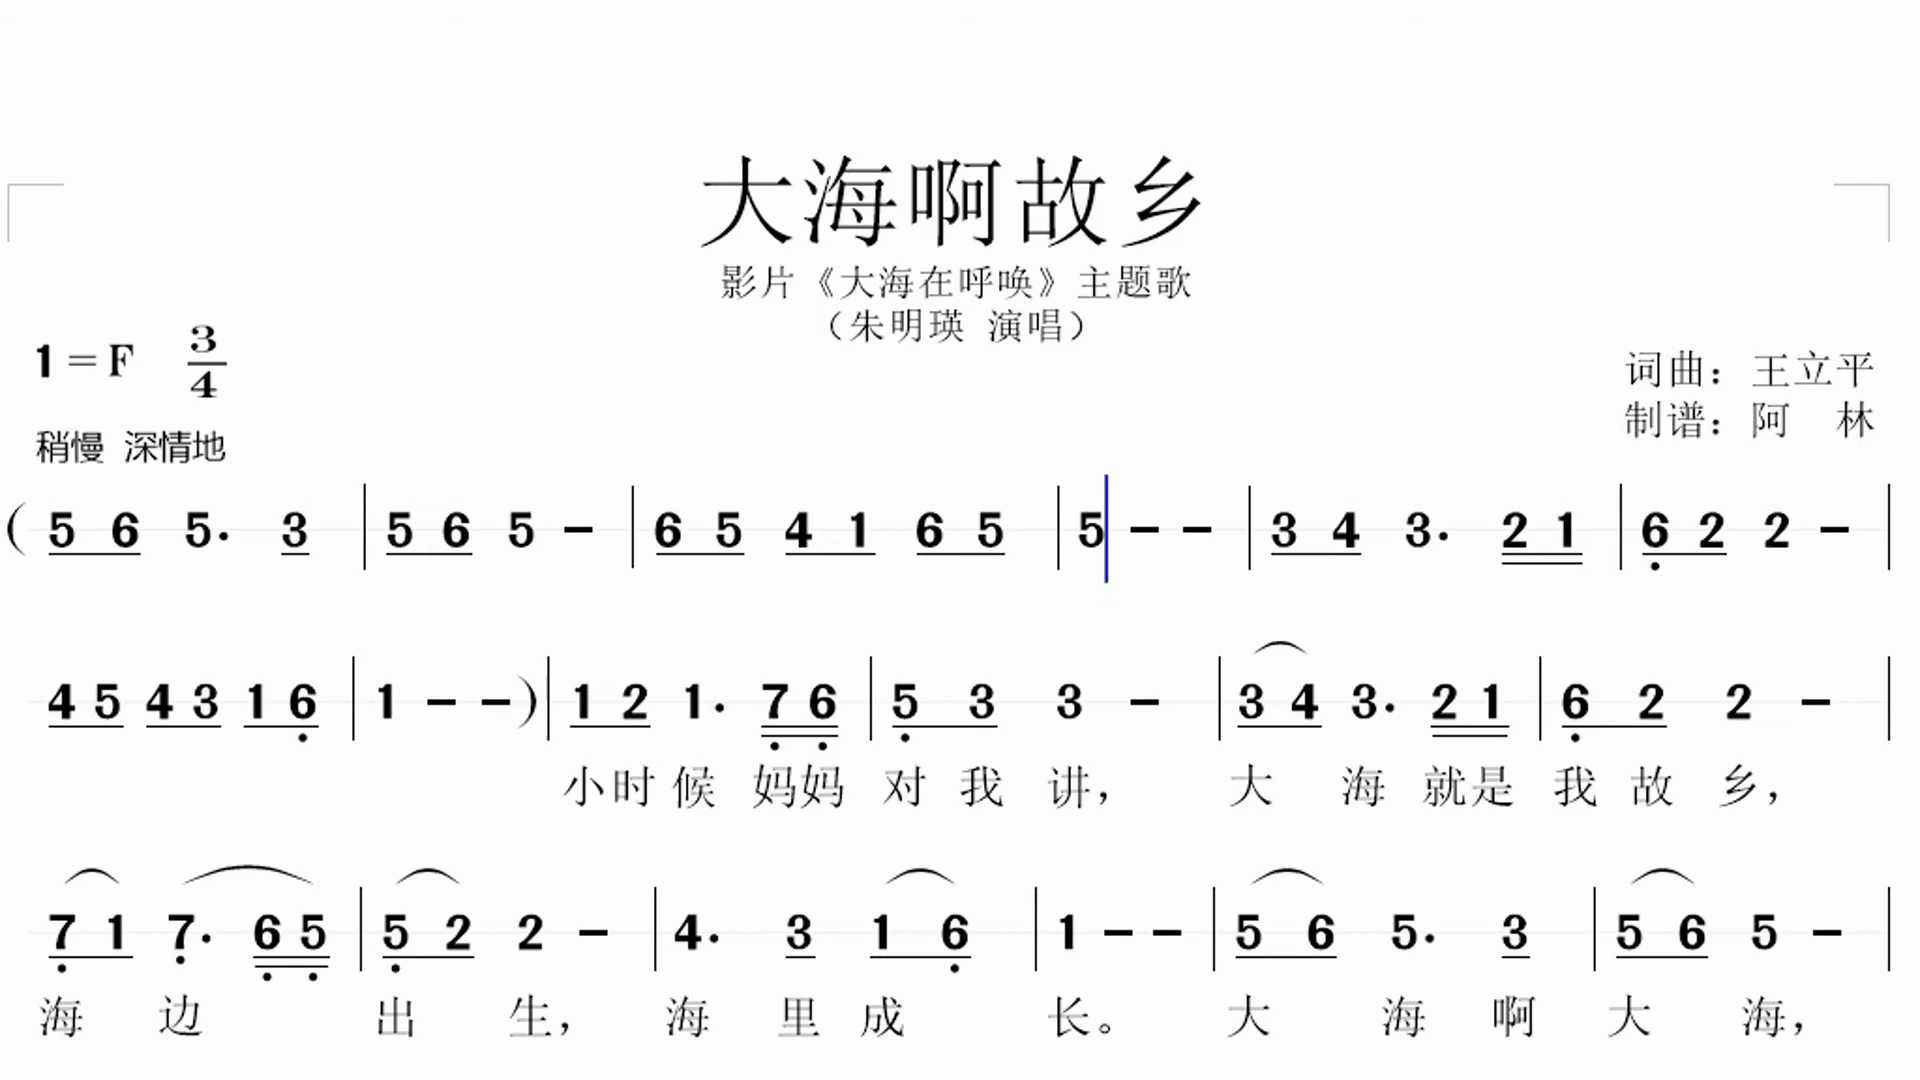 大海啊故乡
影片《大海在呼唤》主题歌
（朱明瑛 演唱）
1=F 3/4
词曲：王立平
制谱：阿 林
稍慢 深情地
( 5 6 5. 3 | 5 6 5 - | 6 5 4 1 6 5 | 5 - - | 3 4 3. 2 1 | 6 2 2 - |
4 5 4 3 1 6 | 1 - - ) | 1 2 1. 7 6 | 5 3 3 - | 3 4 3. 2 1 | 6 2 2 - |
小时候 妈妈 对 我 讲， 大 海 就是 我 故 乡，
7 1 7. 6 5 | 5 2 2 - | 4. 3 1 6 | 1 - - | 5 6 5. 3 | 5 6 5 - |
海 边 出 生， 海 里 成 长。 大 海 啊 大 海，